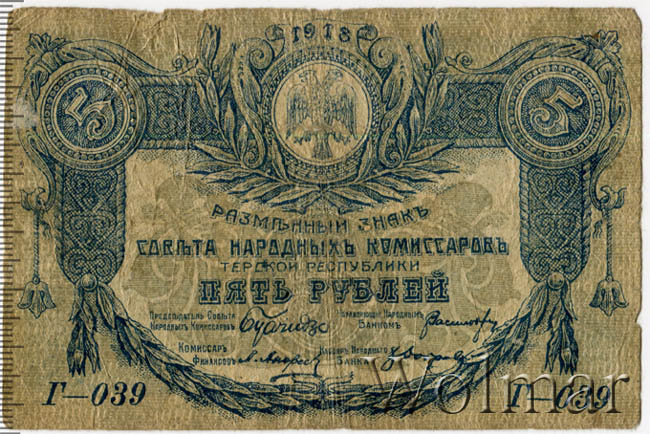 1918
5 5
РАЗМѢННЫЙ ЗНАКЪ
СОВѢТА НАРОДНЫХЪ КОМИССАРОВЪ
ТЕРСКОЙ РЕСПУБЛИКИ
ПЯТЬ РУБЛЕЙ
Предсѣдатель Совѣта
Народныхъ Комиссаровъ
Управляющій Народнымъ
Банкомъ
Комиссаръ
Финансовъ
Кассиръ Народнаго
Банка
Г—039 Г—039
Wolmar